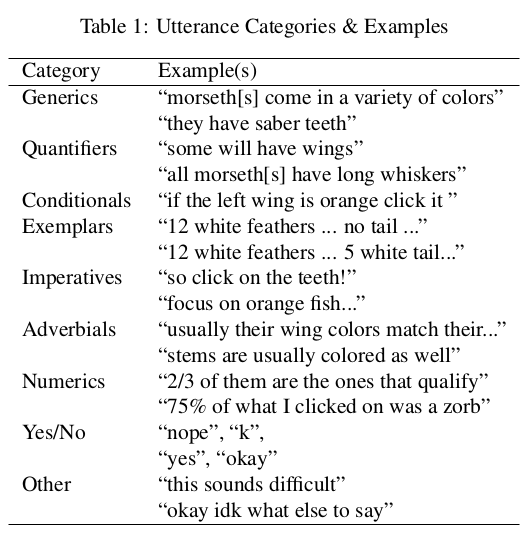 Table 1: Utterance Categories & Examples
Category Example(s)
Generics “morseth[s] come in a variety of colors”
“they have saber teeth”
Quantifiers “some will have wings”
“all morseth[s] have long whiskers”
Conditionals “if the left wing is orange click it ”
Exemplars “12 white feathers ... no tail ...”
“12 white feathers ... 5 white tail...”
Imperatives “so click on the teeth!”
“focus on orange fish...”
Adverbials “usually their wing colors match their...”
“stems are usually colored as well”
Numerics “2/3 of them are the ones that qualify”
“75% of what I clicked on was a zorb”
Yes/No “nope”, “k”,
“yes”, “okay”
Other “this sounds difficult”
“okay idk what else to say”